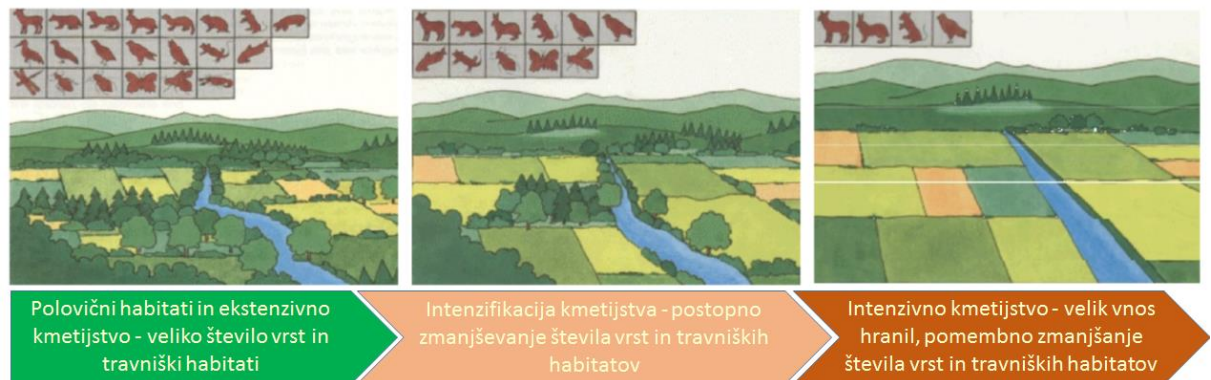 Polovični habitati in ekstenzivno
kmetijstvo - veliko število vrst in
travniški habitati
Intenzifikacija kmetijstva - postopno
zmanjševanje števila vrst in travniških
habitatov
Intenzivno kmetijstvo - velik vnos
hranil, pomembno zmanjšanje
števila vrst in travniških habitatov